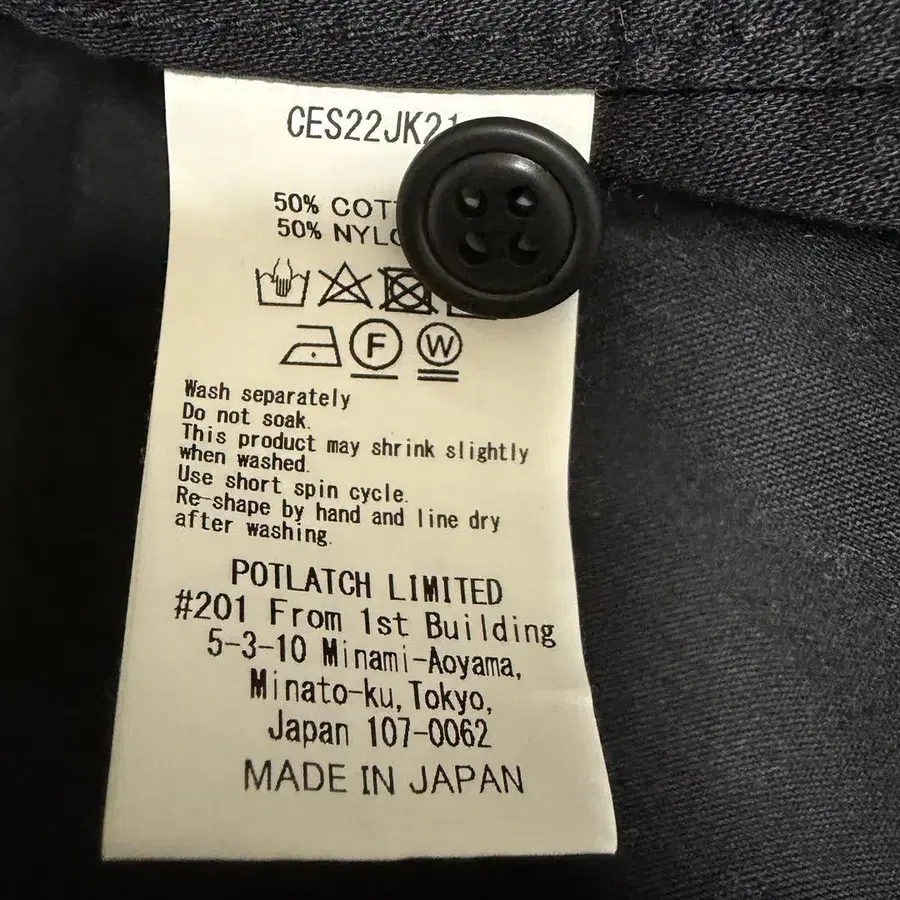 CES22JK21
50%
50%
F W
Wash separately
Do not soak.
This product may shrink slightly
when washed.
Use short spin cycle.
Re-shape by hand and line dry
after washing.
POTLATCH LIMITED
#201 From 1st Building
5-3-10 Minami-Aoyama,
Minato-ku, Tokyo,
Japan 107-0062
MADE IN JAPAN